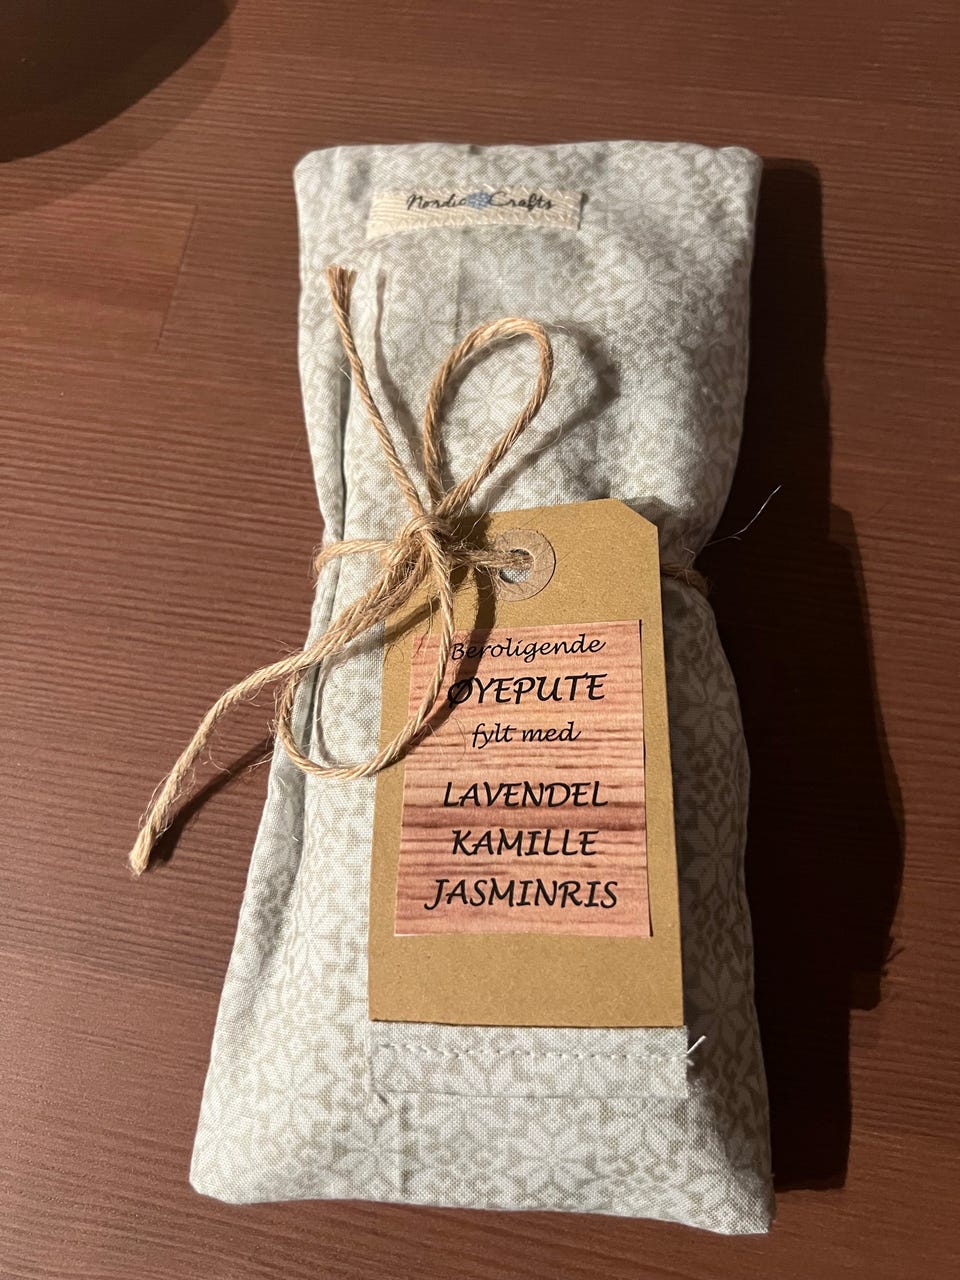 Nordic Crafts
Beroligende
ØYEPUTE
fylt med
LAVENDEL
KAMILLE
JASMINRIS